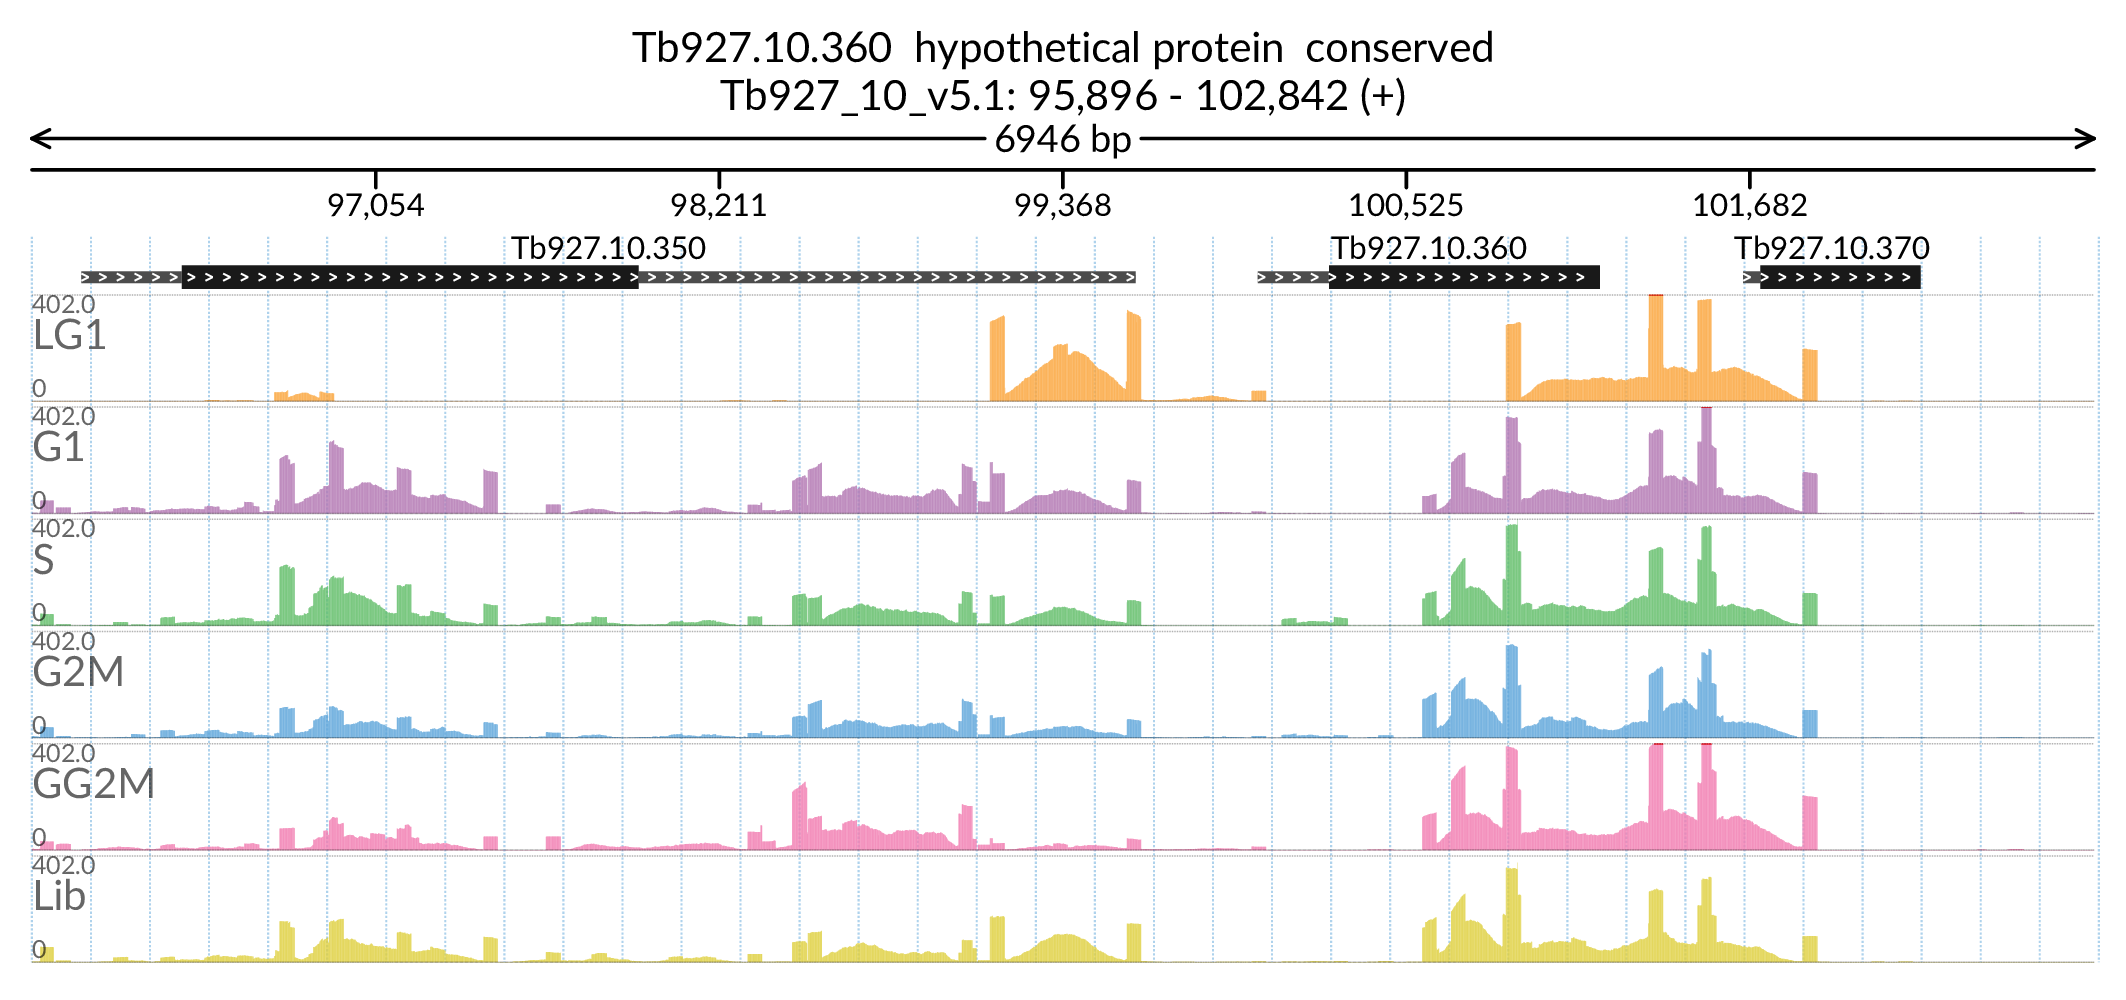 Tb927.10.360  hypothetical protein  conserved
Tb927_10_v5.1: 95,896 - 102,842 (+)
6946 bp
97,054 98,211 99,368 100,525 101,682
Tb927.10.350 Tb927.10.360 Tb927.10.370
402.0
LG1
0
402.0
G1
0
402.0
S
0
402.0
G2M
0
402.0
GG2M
0
402.0
Lib
0